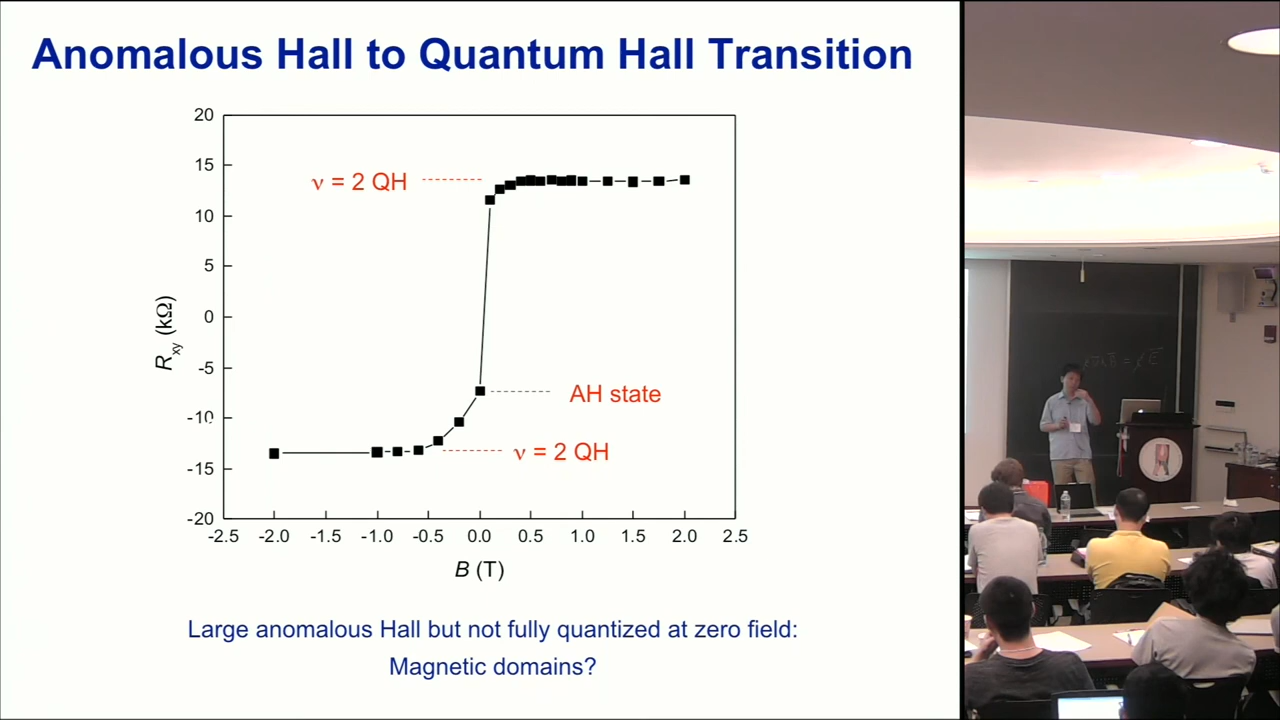 Anomalous Hall to Quantum Hall Transition
20
15
10
5
0
-5
-10
-15
-20
Rxy (kΩ)
ν = 2 QH
AH state
ν = 2 QH
-2.5 -2.0 -1.5 -1.0 -0.5 0.0 0.5 1.0 1.5 2.0 2.5
B (T)
Large anomalous Hall but not fully quantized at zero field:
Magnetic domains?